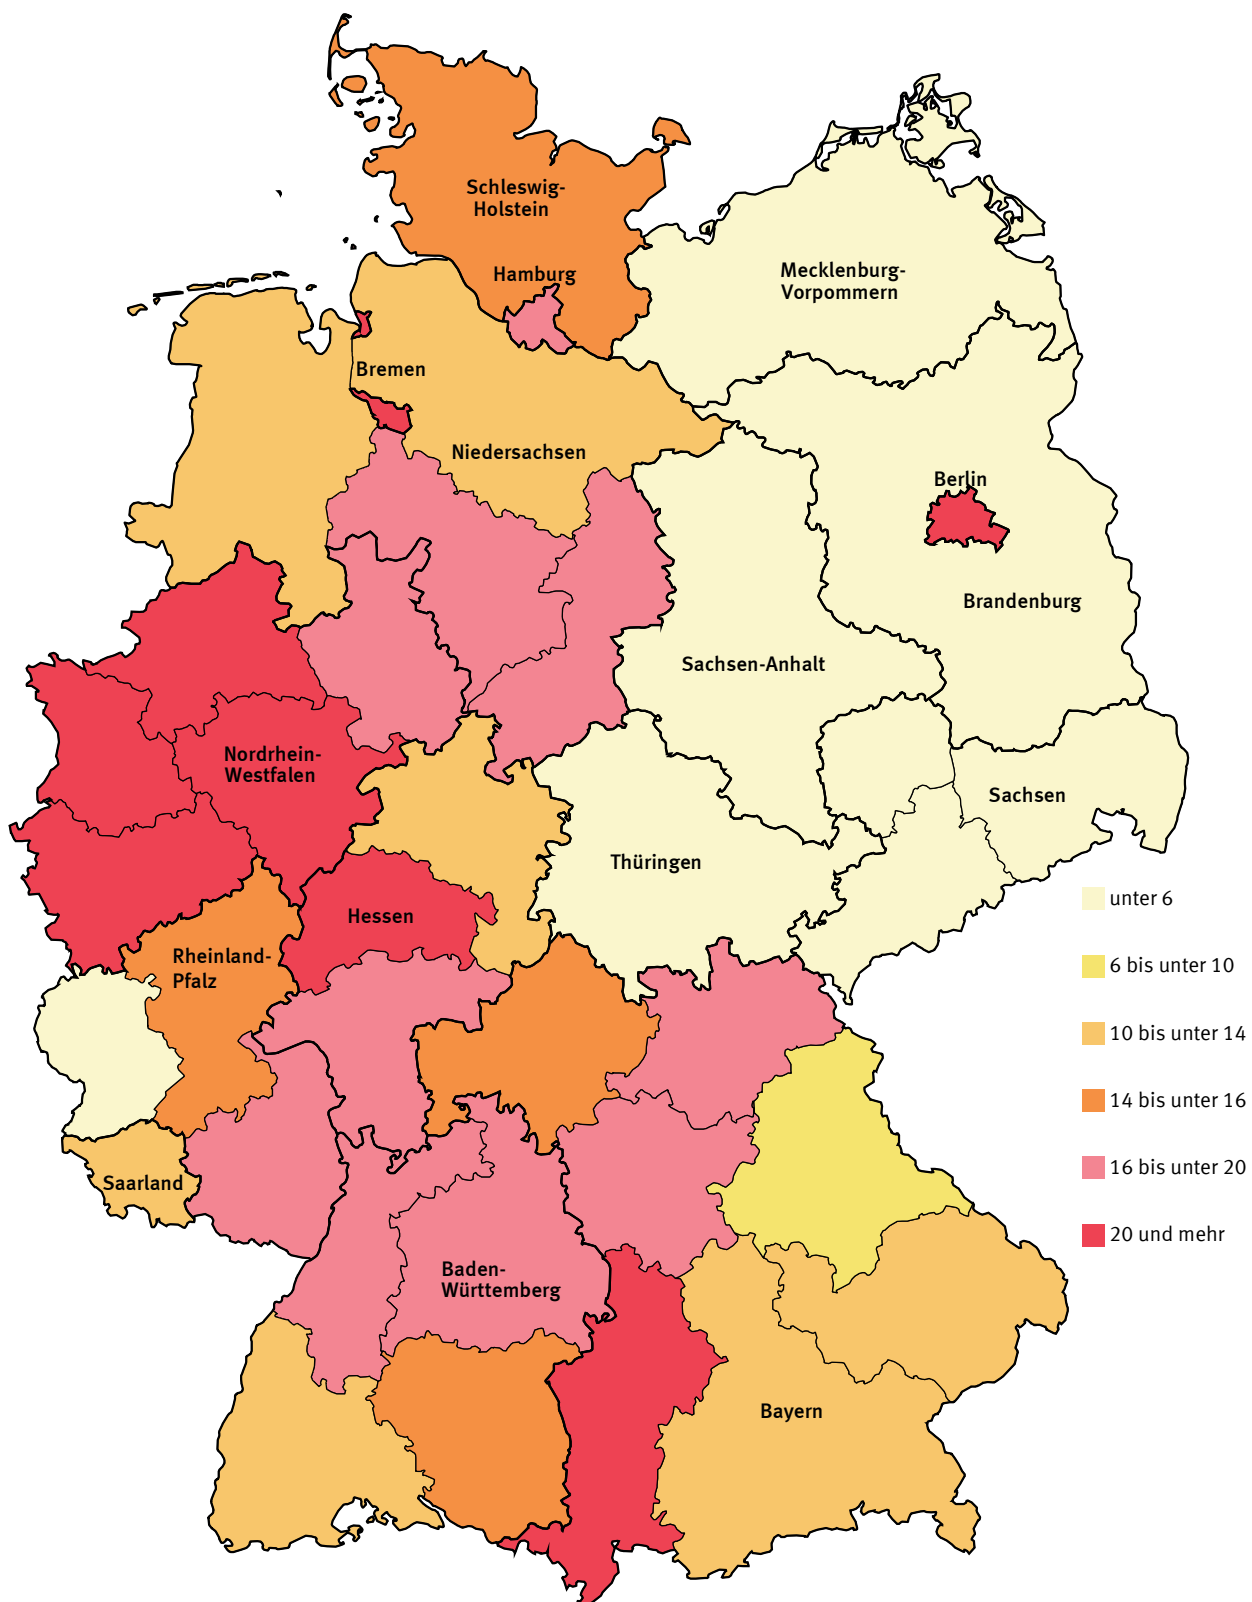 Schleswig-
Holstein
Hamburg
Mecklenburg-
Vorpommern
Bremen
Niedersachsen
Berlin
Brandenburg
Sachsen-Anhalt
Nordrhein-
Westfalen
Sachsen
Thüringen
Hessen
Rheinland-
Pfalz
Saarland
Baden-
Württemberg
Bayern
unter 6
6 bis unter 10
10 bis unter 14
14 bis unter 16
16 bis unter 20
20 und mehr